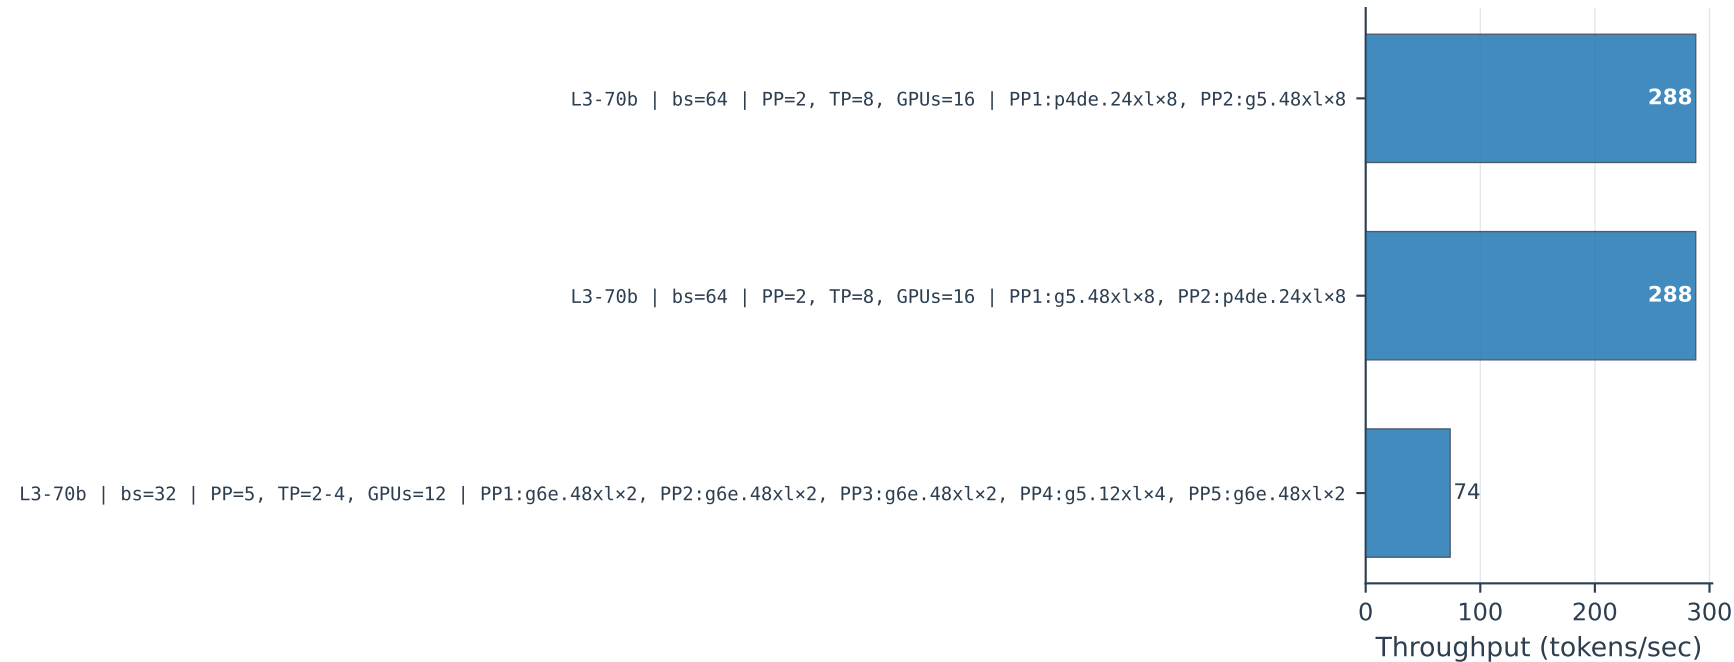 L3-70b | bs=64 | PP=2, TP=8, GPUs=16 | PP1:p4de.24xl×8, PP2:g5.48xl×8
288
L3-70b | bs=64 | PP=2, TP=8, GPUs=16 | PP1:g5.48xl×8, PP2:p4de.24xl×8
288
L3-70b | bs=32 | PP=5, TP=2-4, GPUs=12 | PP1:g6e.48xl×2, PP2:g6e.48xl×2, PP3:g6e.48xl×2, PP4:g5.12xl×4, PP5:g6e.48xl×2
74
0 100 200 300
Throughput (tokens/sec)